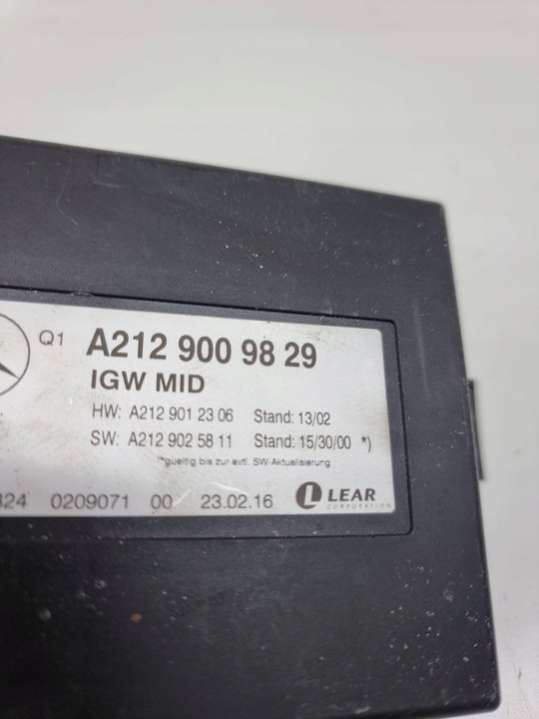 Q1 A212 900 98 29
IGW MID
HW: A212 901 23 06 Stand: 13/02
SW: A212 902 58 11 Stand: 15/30/00 *)
*gueltig bis zur evtl. SW-Aktualisierung
324 0209071 00 23.02.16 LEAR
CORPORATION